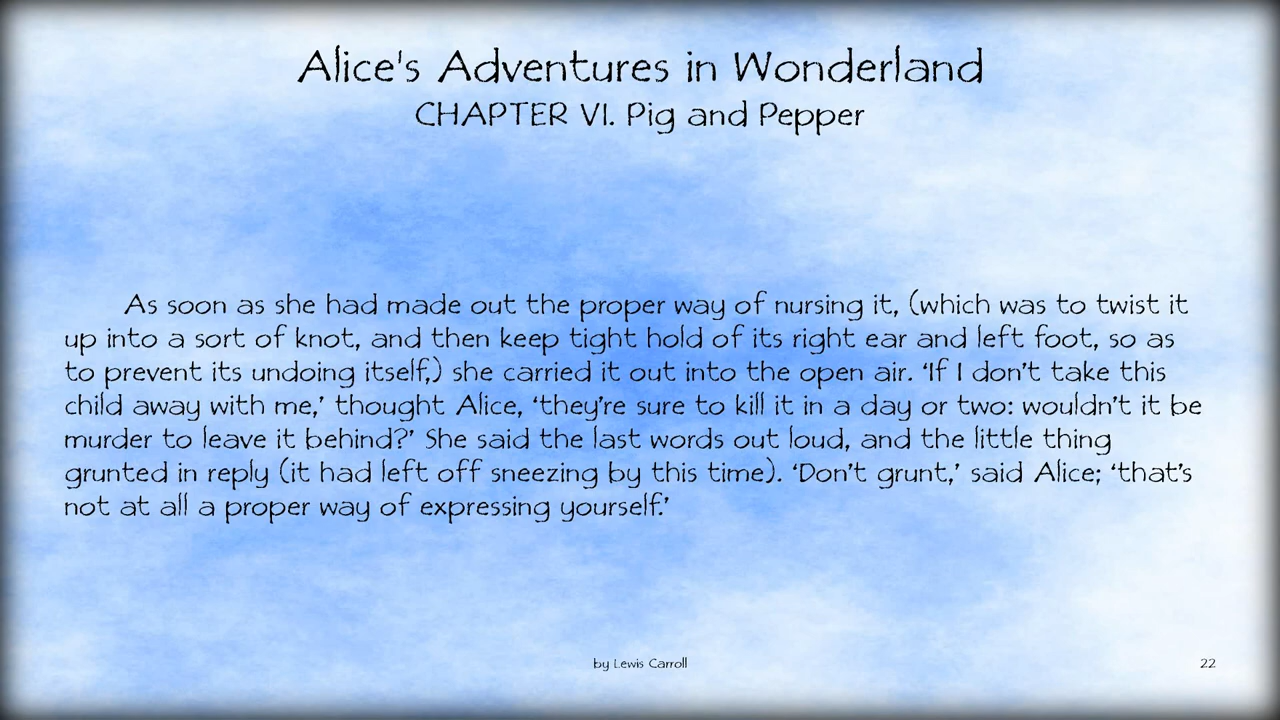 Alice's Adventures in Wonderland
CHAPTER VI. Pig and Pepper
As soon as she had made out the proper way of nursing it, (which was to twist it
up into a sort of knot, and then keep tight hold of its right ear and left foot, so as
to prevent its undoing itself,) she carried it out into the open air. ‘If I don’t take this
child away with me,’ thought Alice, ‘they’re sure to kill it in a day or two: wouldn’t it be
murder to leave it behind?’ She said the last words out loud, and the little thing
grunted in reply (it had left off sneezing by this time). ‘Don’t grunt,’ said Alice; ‘that’s
not at all a proper way of expressing yourself.’
by Lewis Carroll
22